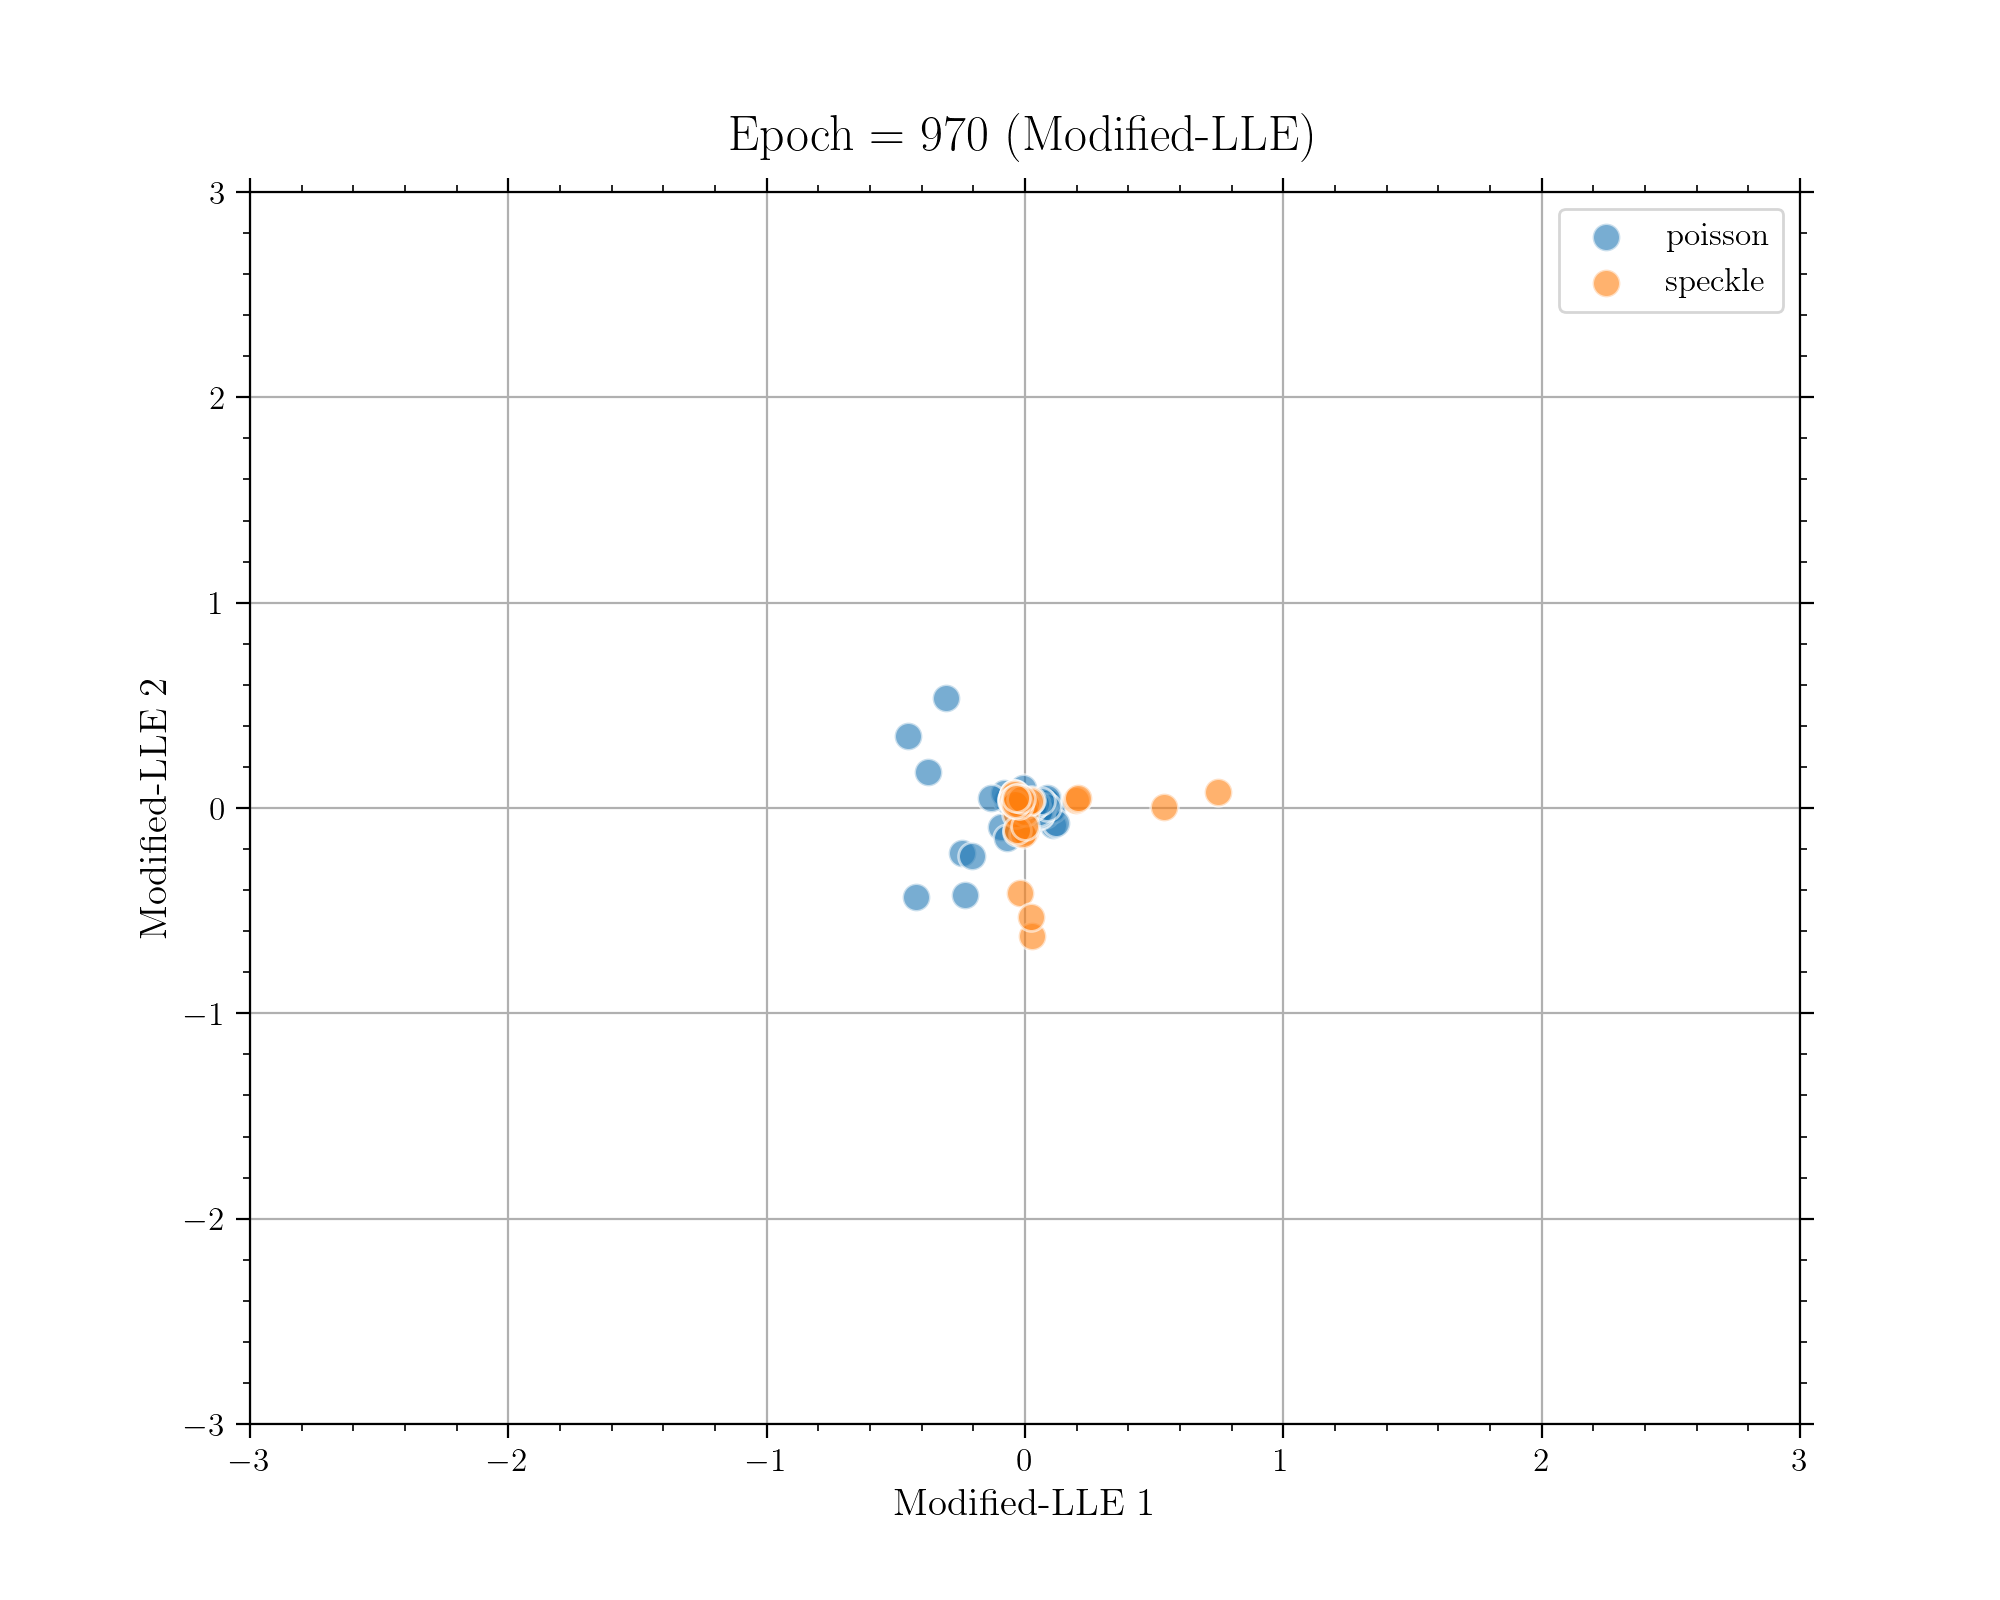 Epoch = 970 (Modified-LLE)
poisson
speckle
3
2
1
0
−1
−2
−3
Modified-LLE 2
−3 −2 −1 0 1 2 3
Modified-LLE 1